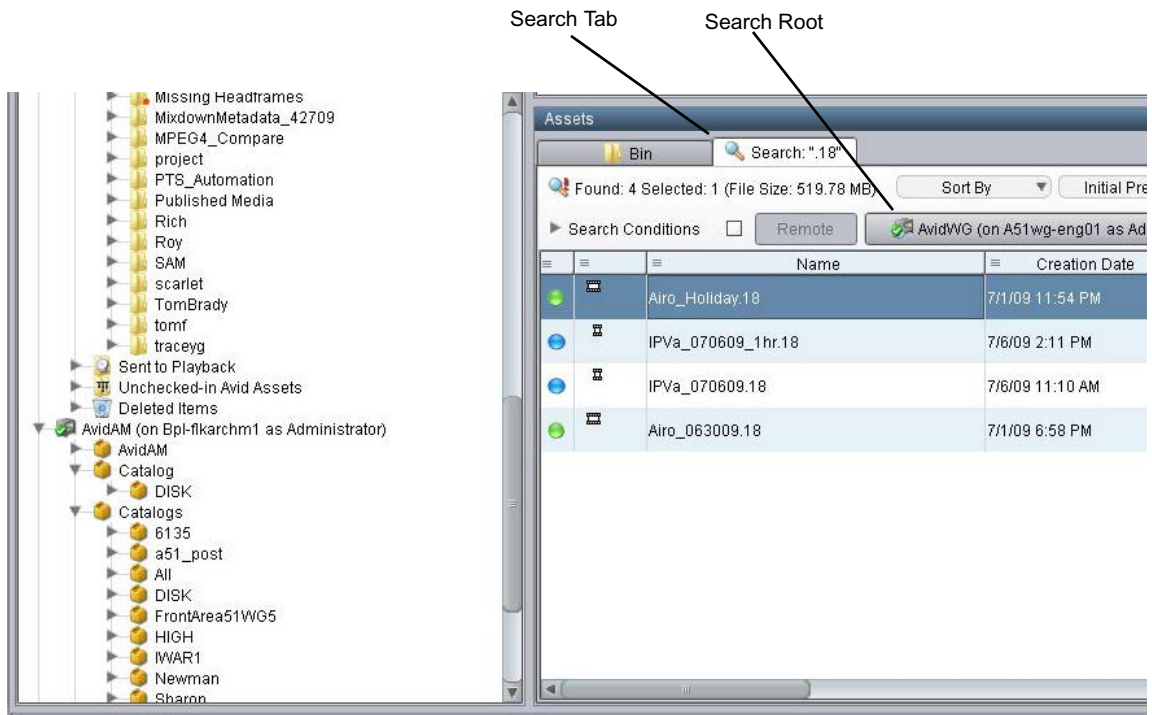 Search Tab
Search Root
Missing Headframes
MixdownMetadata_42709
MPEG4_Compare
project
PTS_Automation
Published Media
Rich
Roy
SAM
scarlet
TomBrady
tomf
traceyg
Sent to Playback
Unchecked-in Avid Assets
Deleted Items
AvidAM (on Bpl-flkarchm1 as Administrator)
AvidAM
Catalog
DISK
Catalogs
6135
a51_post
All
DISK
FrontArea51WG5
HIGH
IWAR1
Newman
Sharon
Assets
Bin
Search: ".18"
Found: 4 Selected: 1 (File Size: 519.78 MB)
Sort By
Initial Pre
Search Conditions
Remote
AvidWG (on A51wg-eng01 as Ad
Name
Creation Date
Airo_Holiday.18
7/1/09 11:54 PM
IPVa_070609_1hr.18
7/6/09 2:11 PM
IPVa_070609.18
7/6/09 11:10 AM
Airo_063009.18
7/1/09 6:58 PM